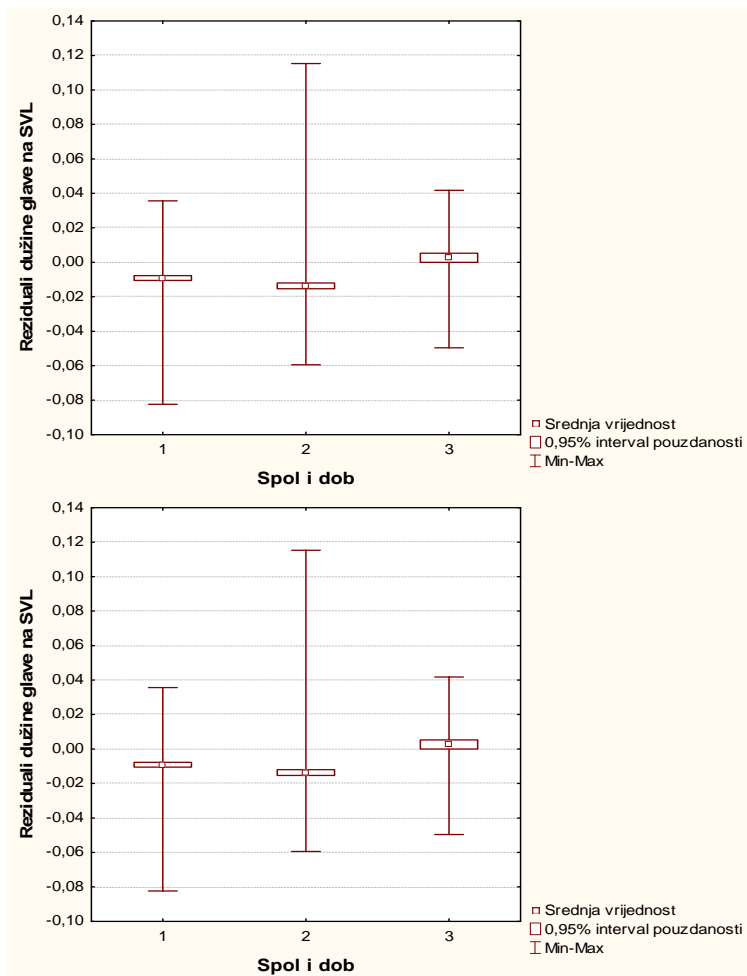 0,14
0,12
0,10
0,08
0,06
0,04
0,02
0,00
-0,02
-0,04
-0,06
-0,08
-0,10
Reziduali dužine glave na SVL
1 2 3
Spol i dob
Srednja vrijednost
0,95% interval pouzdanosti
Min-Max
0,14
0,12
0,10
0,08
0,06
0,04
0,02
0,00
-0,02
-0,04
-0,06
-0,08
-0,10
Reziduali dužine glave na SVL
1 2 3
Spol i dob
Srednja vrijednost
0,95% interval pouzdanosti
Min-Max